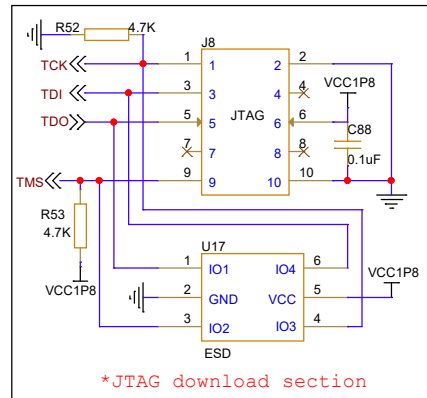 R52 4.7K
J8
TCK 1 1 2 2
VCC1P8
TDI 3 3 4 4
TDO 5 5 JTAG 6 6
C88
7 7 8 8
0.1uF
TMS 9 9 10 10
R53
4.7K
U17
VCC1P8
1 IO1 IO4 6
VCC1P8
2 GND VCC 5
3 IO2 IO3 4
ESD
*JTAG download section